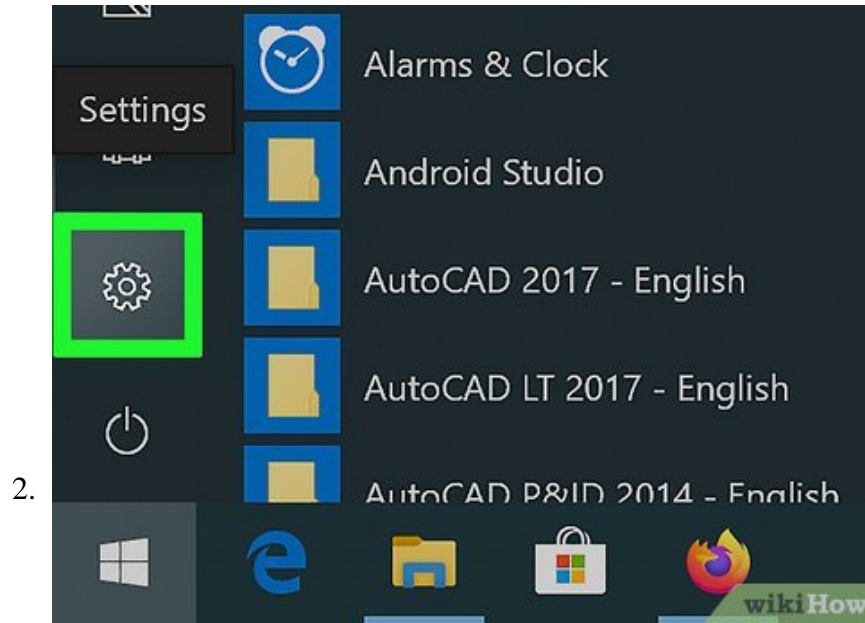 Alarms & Clock
Settings
Android Studio
AutoCAD 2017 - English
AutoCAD LT 2017 - English
AutoCAD P&ID 2014 - English
2.
wikiHow